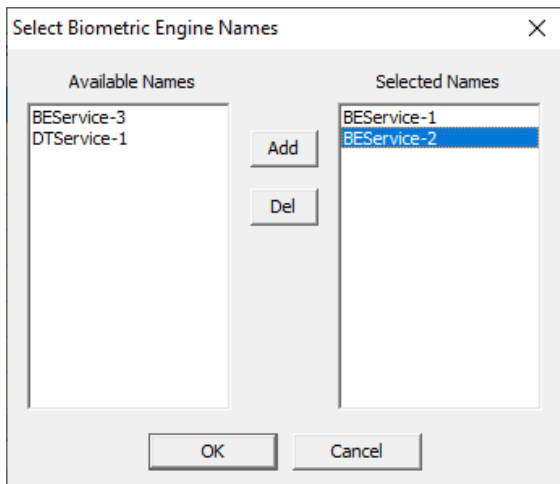 Select Biometric Engine Names
Available Names
Selected Names
BEService-3
DTService-1
Add
Del
BEService-1
BEService-2
OK
Cancel